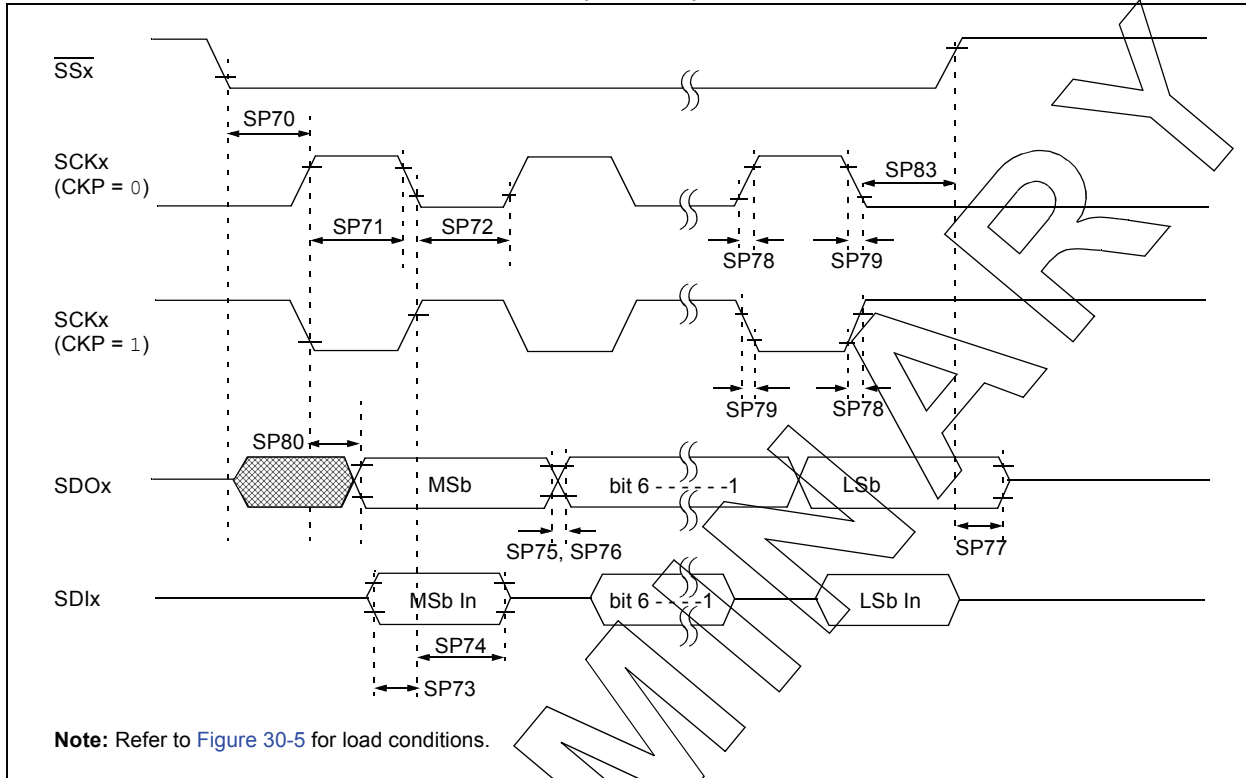 SSx
SP70
SCKx
(CKP = 0)
SP83
SP71
SP72
SP78
SP79
SCKx
(CKP = 1)
SP79
SP78
SP80
SDOx
MSb
bit 6 - - - - - -1
LSb
SP75, SP76
SP77
SDIx
MSb In
bit 6 - - - -1
LSb In
SP74
SP73
Note: Refer to Figure 30-5 for load conditions.
M I N A R Y